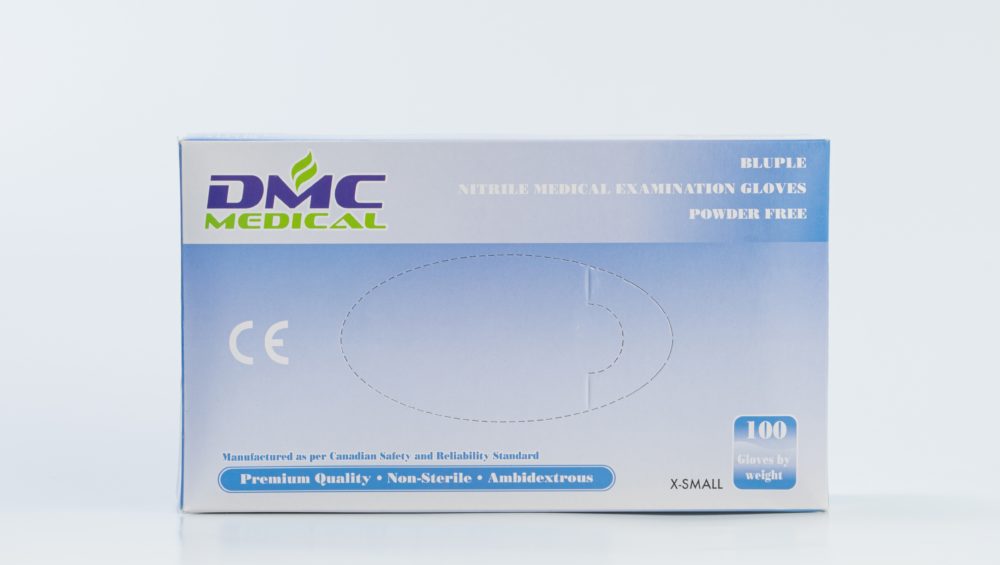 DMC
MEDICAL
BLUPLE
NITRILE MEDICAL EXAMINATION GLOVES
POWDER FREE
CE
Manufactured as per Canadian Safety and Reliability Standard
Premium Quality • Non-Sterile • Ambidextrous
X-SMALL
100
Gloves by
weight